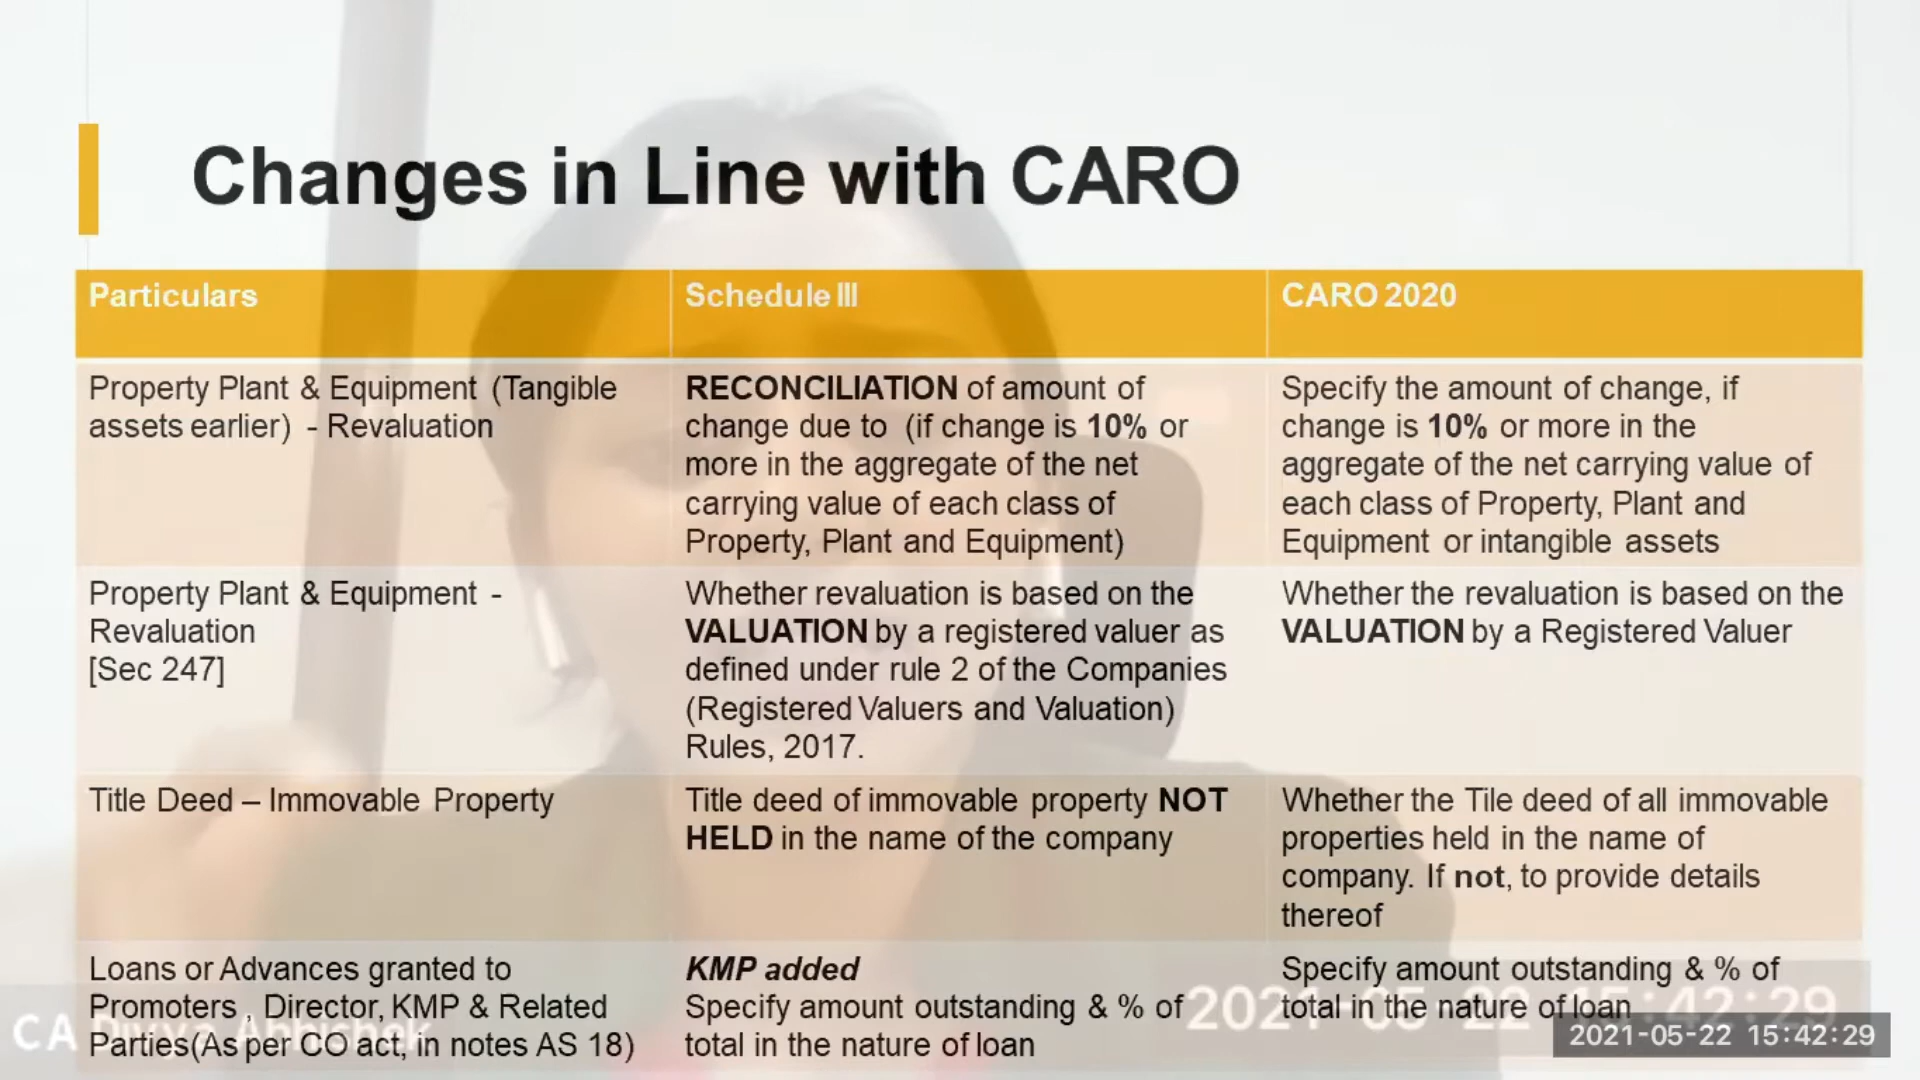 Changes in Line with CARO
Particulars
Schedule III
CARO 2020
Property Plant & Equipment (Tangible
assets earlier) - Revaluation
RECONCILIATION of amount of
change due to (if change is 10% or
more in the aggregate of the net
carrying value of each class of
Property, Plant and Equipment)
Specify the amount of change, if
change is 10% or more in the
aggregate of the net carrying value of
each class of Property, Plant and
Equipment or intangible assets
Property Plant & Equipment -
Revaluation
[Sec 247]
Whether revaluation is based on the
VALUATION by a registered valuer as
defined under rule 2 of the Companies
(Registered Valuers and Valuation)
Rules, 2017.
Whether the revaluation is based on the
VALUATION by a Registered Valuer
Title Deed – Immovable Property
Title deed of immovable property NOT
HELD in the name of the company
Whether the Tile deed of all immovable
properties held in the name of
company. If not, to provide details
thereof
Loans or Advances granted to
Promoters , Director, KMP & Related
Parties(As per CO act, in notes AS 18)
KMP added
Specify amount outstanding & % of
total in the nature of loan
Specify amount outstanding & % of
total in the nature of loan
CA Divya Abhishek
2021-05-22 15:42:29
2021-05-22 15:42:29